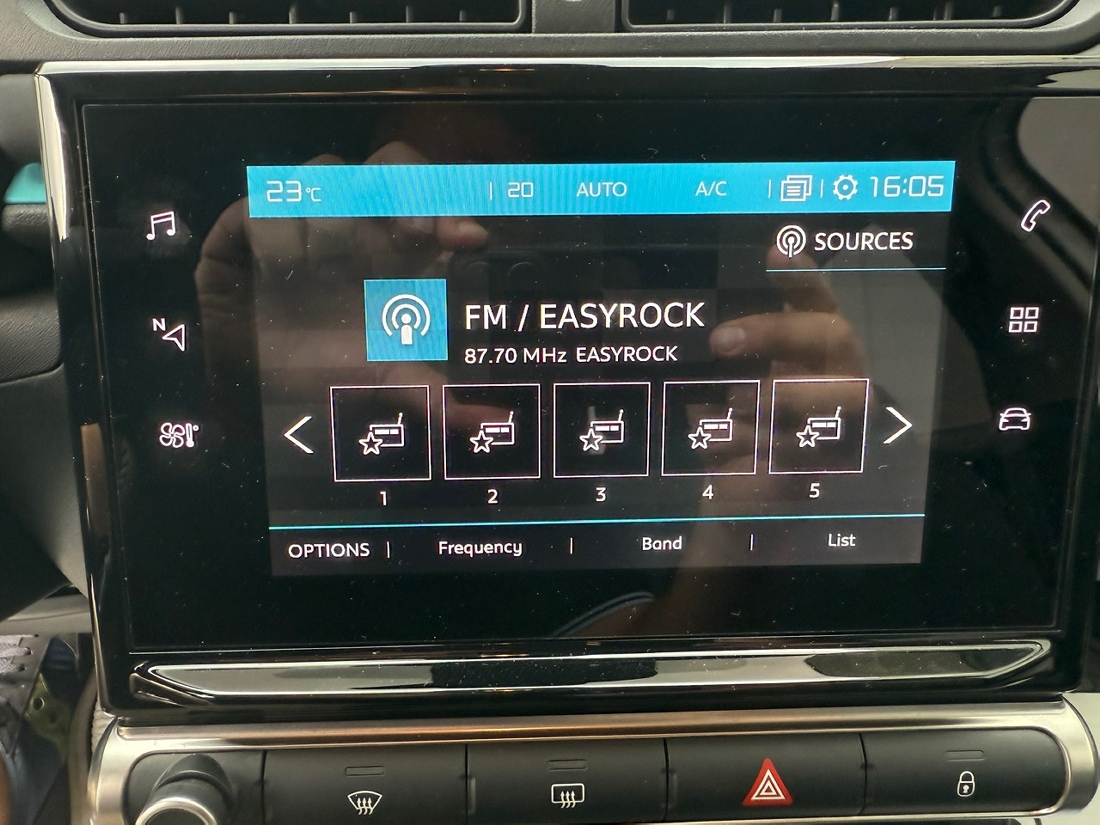 23°C | 20 AUTO A/C | | 16:05
SOURCES
N
FM / EASYROCK
87.70 MHz EASYROCK
1 2 3 4 5
OPTIONS | Frequency | Band | List